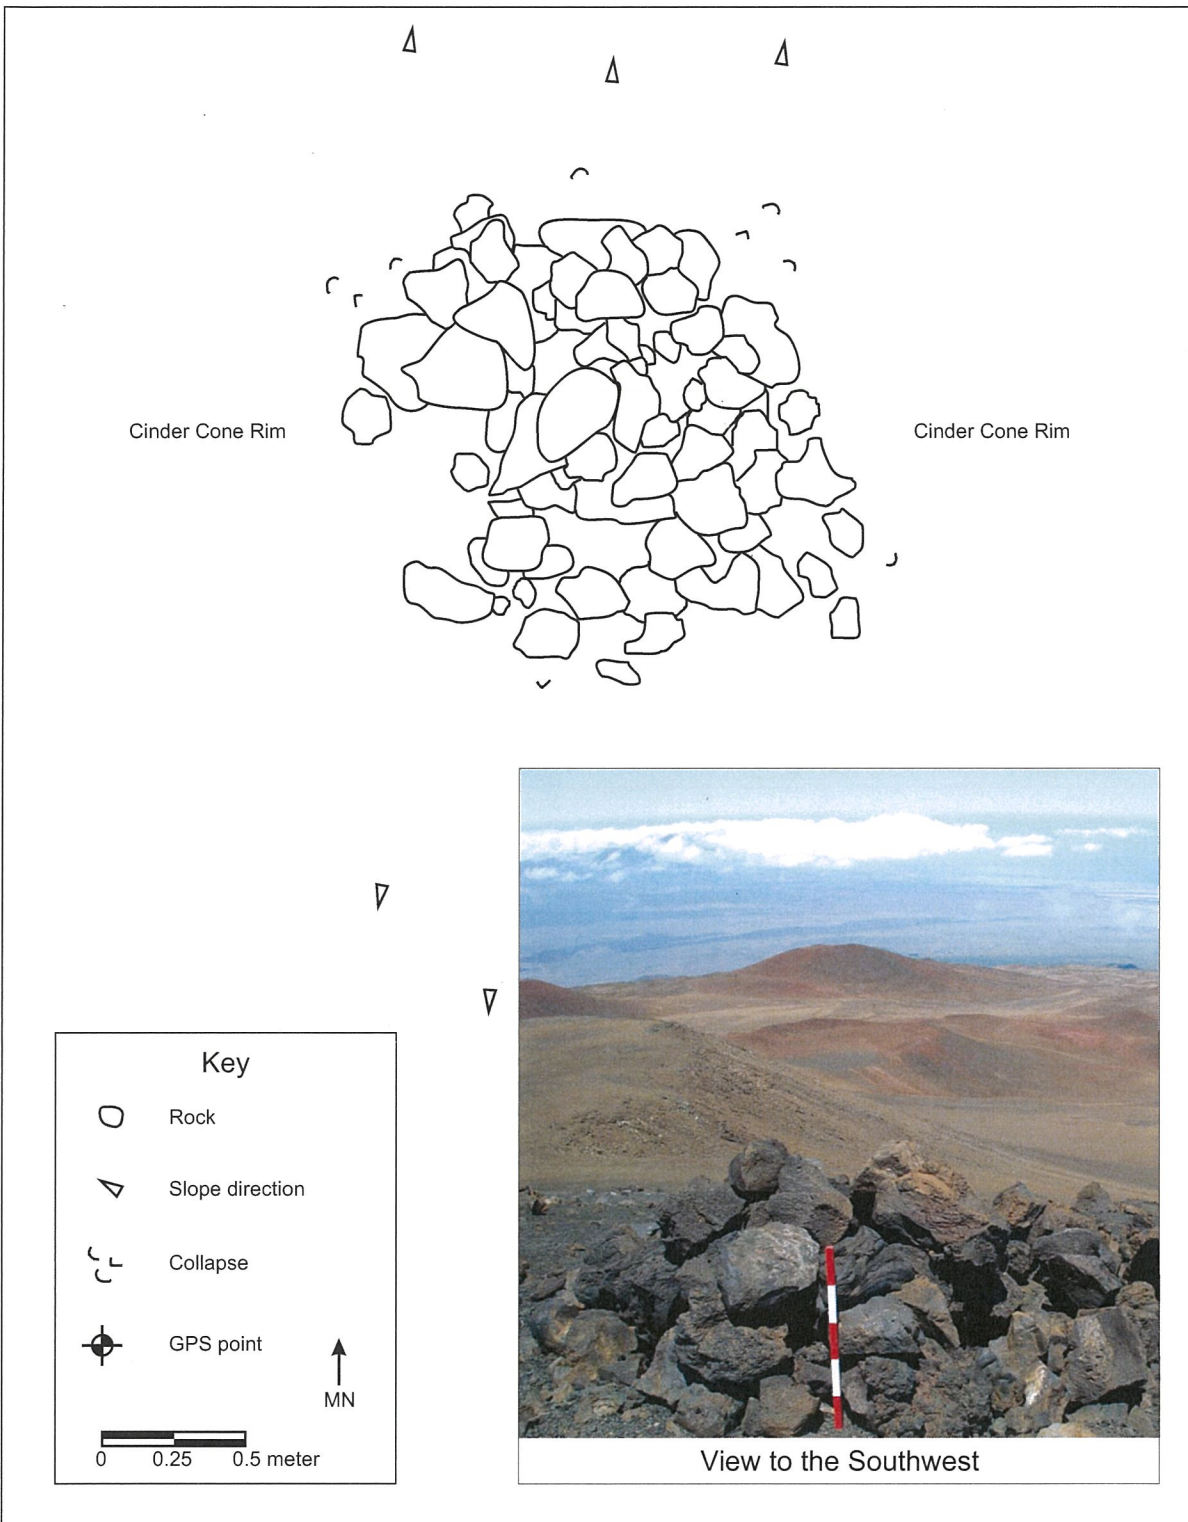 Cinder Cone Rim
Cinder Cone Rim
Key
Rock
Slope direction
Collapse
GPS point
MN
0 0.25 0.5 meter
View to the Southwest